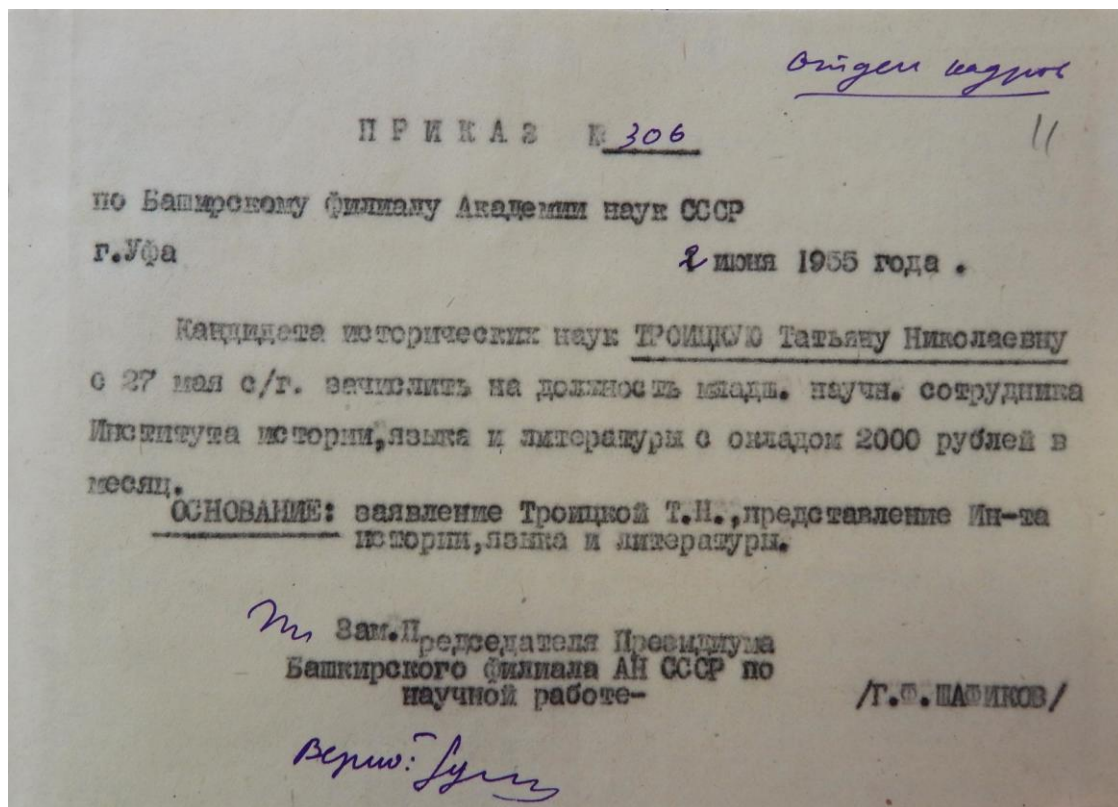 Отдел кадров
11
ПРИКАЗ № 306
по Башкирскому филиалу Академии наук СССР
г.Уфа 2 июня 1955 года .
Кандидата исторических наук ТРОИЦКУЮ Татьяну Николаевну
с 27 мая с/г. зачислить на должность младш. научн. сотрудника
Института истории,языка и литературы с окладом 2000 рублей в
месяц.
ОСНОВАНИЕ: заявление Троицкой Т.Н.,представление Ин-та
истории,языка и литературы.
Зам.Председателя Президиума
Башкирского филиала АН СССР по
научной работе- /Г.Ф.ШАФИКОВ/
Верно: